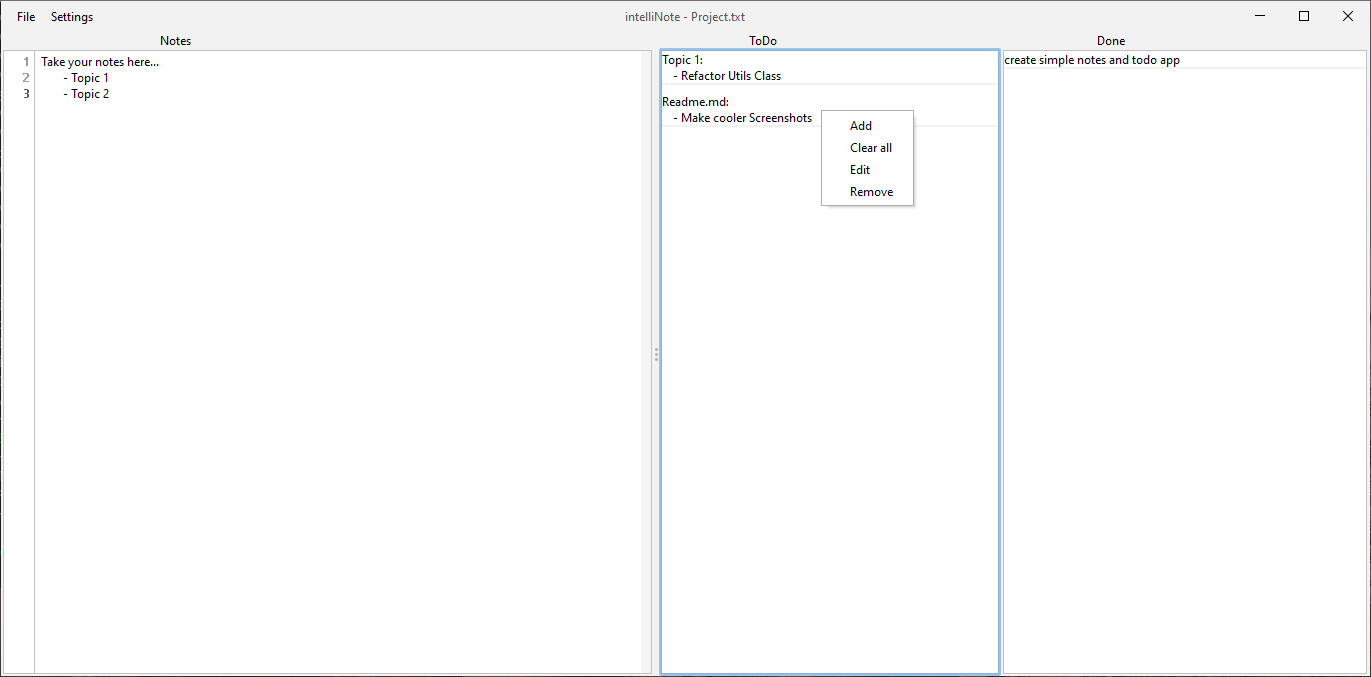 File Settings intelliNote - Project.txt
Notes ToDo Done
1 Take your notes here...
2 - Topic 1
3 - Topic 2
Topic 1:
- Refactor Utils Class
Readme.md:
- Make cooler Screenshots
Add
Clear all
Edit
Remove
create simple notes and todo app